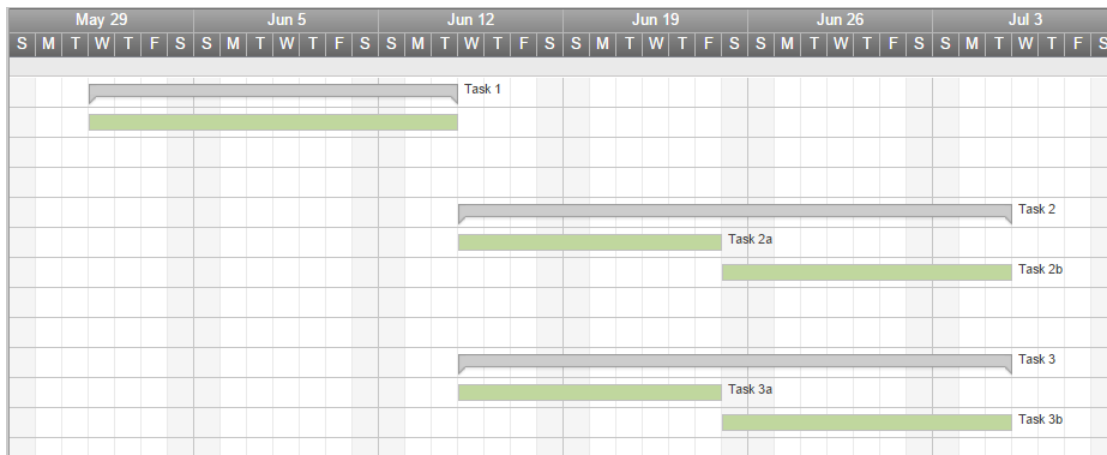 May 29 Jun 5 Jun 12 Jun 19 Jun 26 Jul 3
S M T W T F S S M T W T F S S M T W T F S S M T W T F S S M T W T F S S M T W T F S
Task 1
Task 2
Task 2a
Task 2b
Task 3
Task 3a
Task 3b